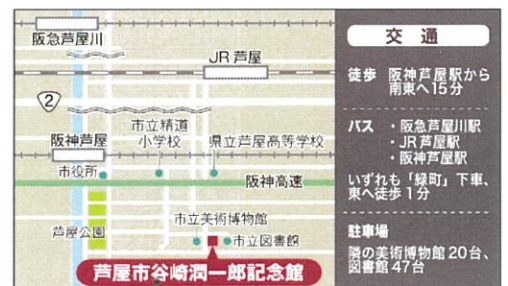 阪急芦屋川
JR 芦屋
2
市立精道
小学校
県立芦屋高等学校
阪神芦屋
市役所
阪神高速
芦屋公園
市立美術博物館
市立図書館
芦屋市谷崎潤一郎記念館
交 通
徒歩 阪神芦屋駅から
南東へ15分
バス ・阪急芦屋川駅
・JR芦屋駅
・阪神芦屋駅
いずれも「緑町」下車、
東へ徒歩1分
駐車場
隣の美術博物館20台、
図書館47台